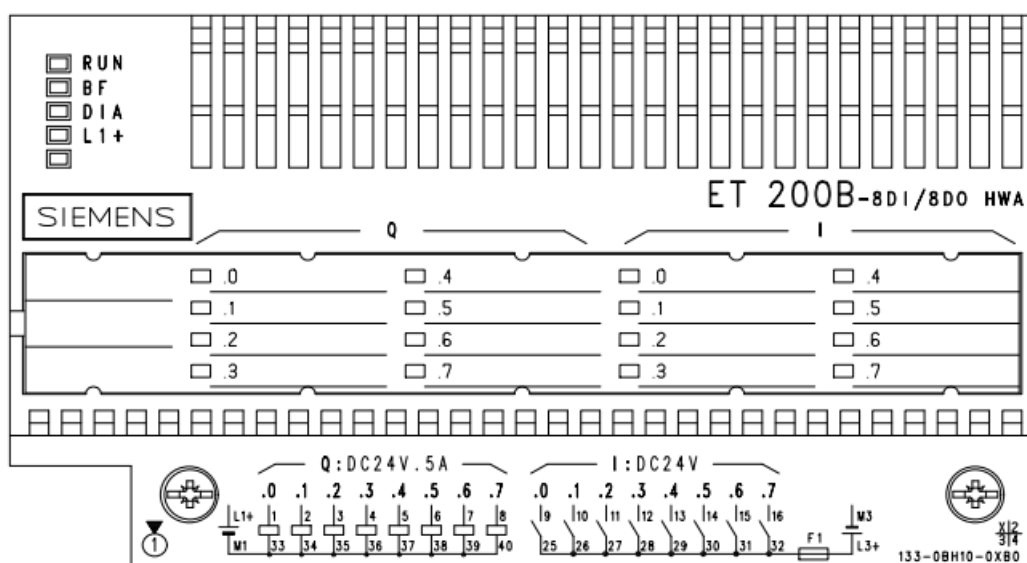 RUN
BF
DIA
L1+
ET 200B-8DI/8DO HWA
SIEMENS
Q I
.0 .4 .0 .4
.1 .5 .1 .5
.2 .6 .2 .6
.3 .7 .3 .7
Q:DC24V.5A I:DC24V
.0 .1 .2 .3 .4 .5 .6 .7 .0 .1 .2 .3 .4 .5 .6 .7
L1+ 1 2 3 4 5 6 7 8 9 10 11 12 13 14 15 16 M3
M1 33 34 35 36 37 38 39 40 25 26 27 28 29 30 31 32 F1 L3+
1
X 2
3 4
133-0BH10-0XB0